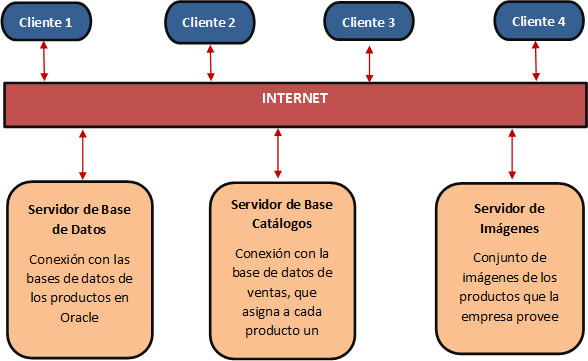 Cliente 1
Cliente 2
Cliente 3
Cliente 4
INTERNET
Servidor de Base
de Datos
Conexión con las
bases de datos de
los productos en
Oracle
Servidor de Base
Catálogos
Conexión con la
base de datos de
ventas, que
asigna a cada
producto un
Servidor de
Imágenes
Conjunto de
imágenes de los
productos que la
empresa provee